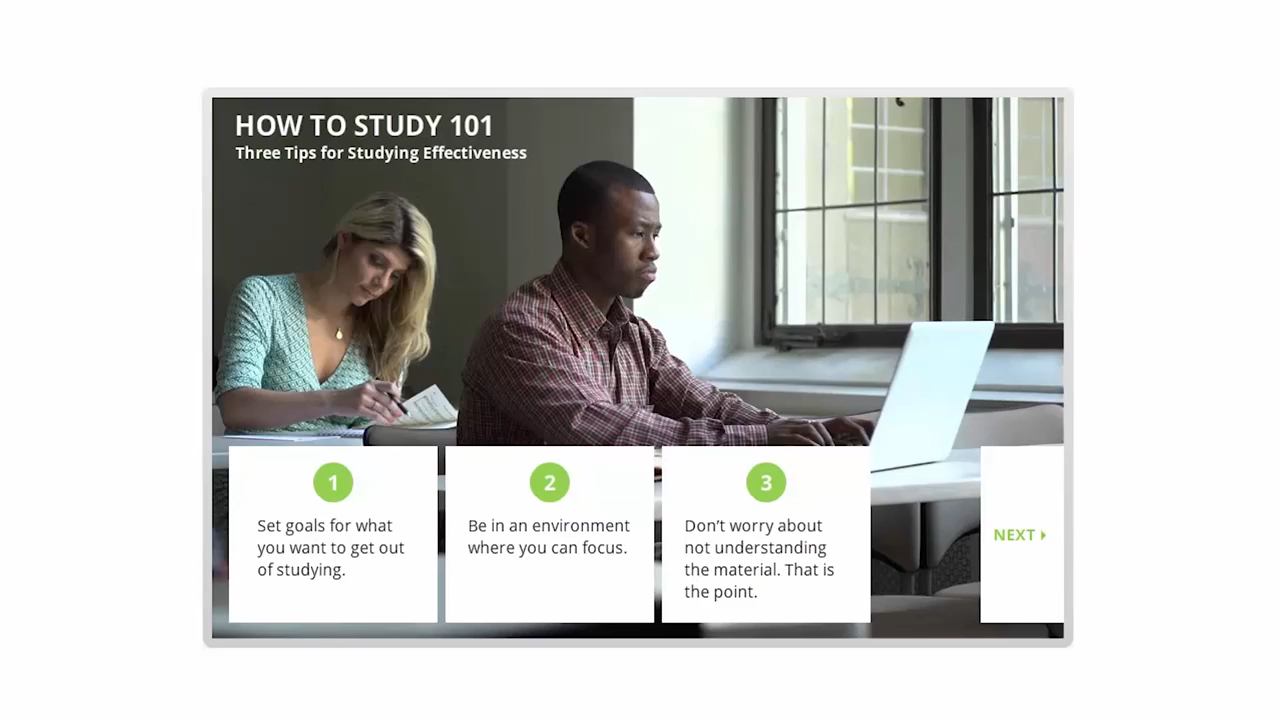 HOW TO STUDY 101
Three Tips for Studying Effectiveness
1
Set goals for what
you want to get out
of studying.
2
Be in an environment
where you can focus.
3
Don’t worry about
not understanding
the material. That is
the point.
NEXT